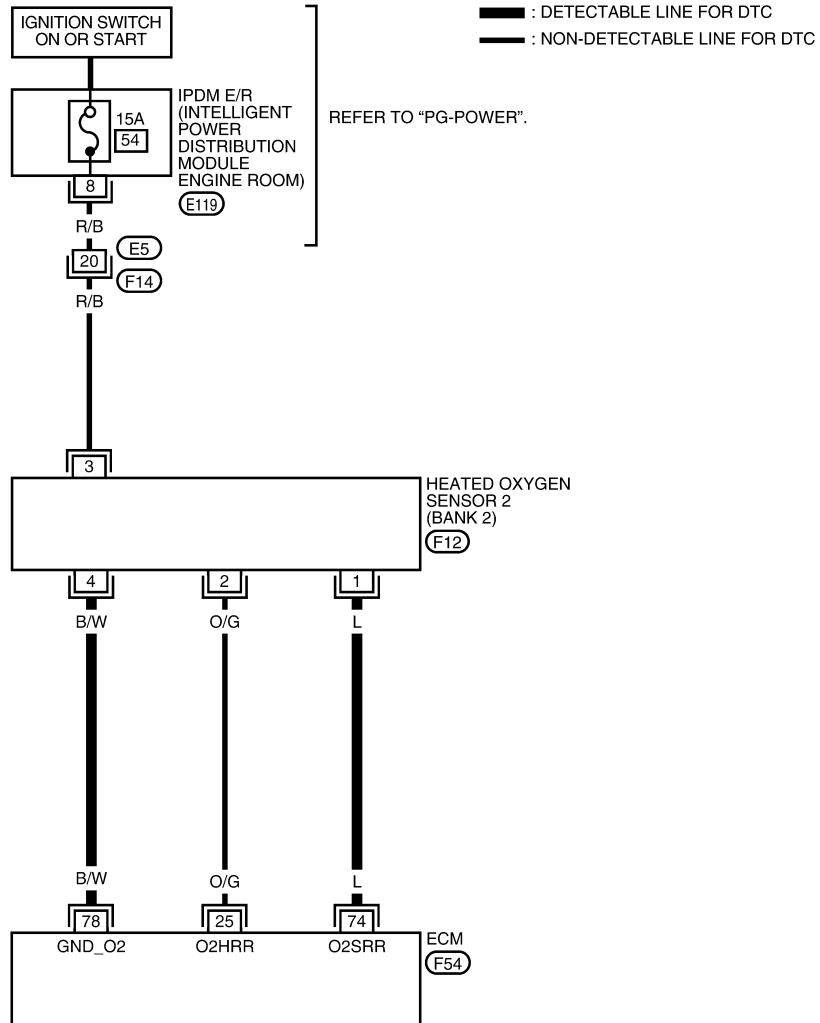 IGNITION SWITCH
ON OR START
: DETECTABLE LINE FOR DTC
: NON-DETECTABLE LINE FOR DTC
15A
54
IPDM E/R
(INTELLIGENT
POWER
DISTRIBUTION
MODULE
ENGINE ROOM)
E119
REFER TO “PG-POWER”.
8
R/B
20
E5
F14
R/B
3
HEATED OXYGEN
SENSOR 2
(BANK 2)
F12
4 2 1
B/W O/G L
B/W O/G L
78 25 74
GND_O2 O2HRR O2SRR
ECM
F54